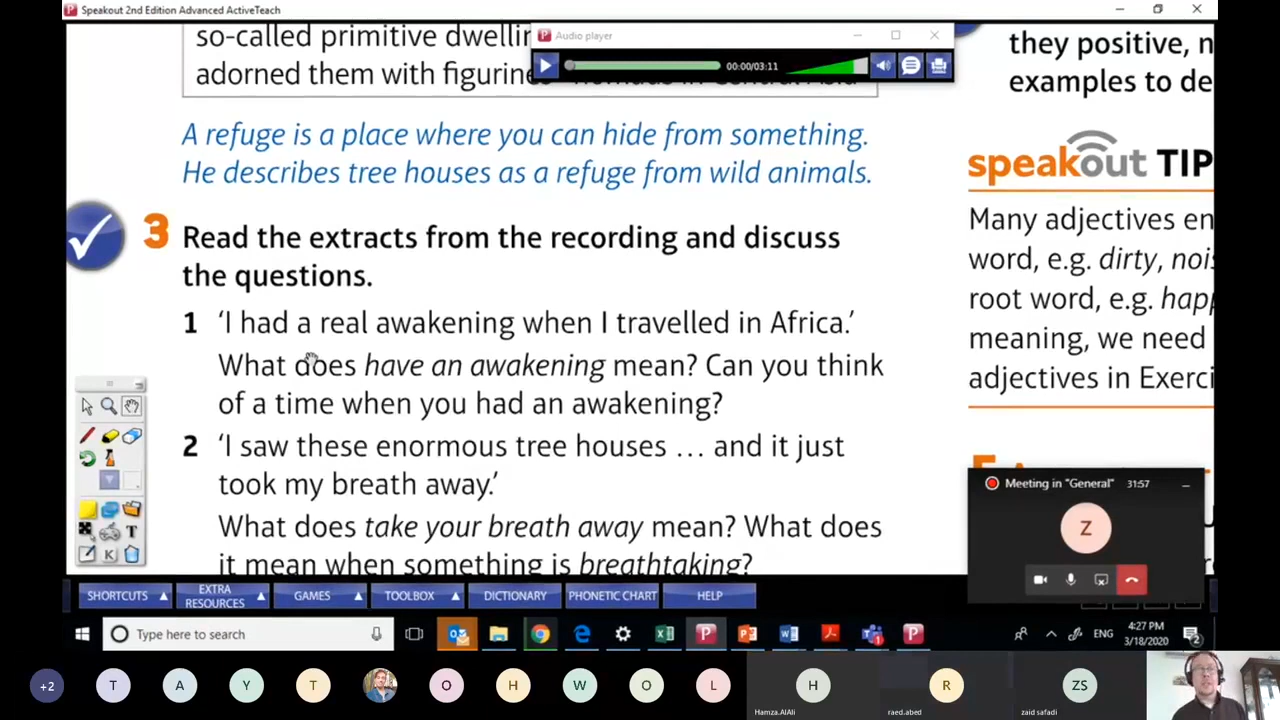 Speakout 2nd Edition Advanced ActiveTeach
so-called primitive
adorned them with
Audio player
00:00/03:11
A refuge is a place where you can hide from something.
He describes tree houses as a refuge from wild animals.
3 Read the extracts from the recording and discuss
the questions.
1 ‘I had a real awakening when I travelled in Africa.’
What does have an awakening mean? Can you think
of a time when you had an awakening?
2 ‘I saw these enormous tree houses … and it just
took my breath away.’
What does take your breath away mean? What does
it mean when something is breathtaking?
they positive, n
examples to de
speakout TIP
Many adjectives en
word, e.g. dirty, nois
root word, e.g. happ
meaning, we need
adjectives in Exerci
Meeting in "General" 31:57
Z
T
K
SHORTCUTS
EXTRA
RESOURCES
GAMES
TOOLBOX
DICTIONARY
PHONETIC CHART
HELP
Type here to search
ENG
4:27 PM
3/18/2020
2
+2
T
A
Y
T
O
H
W
O
L
H
Hamza.AlAli
R
raed.abed
ZS
zaid safadi